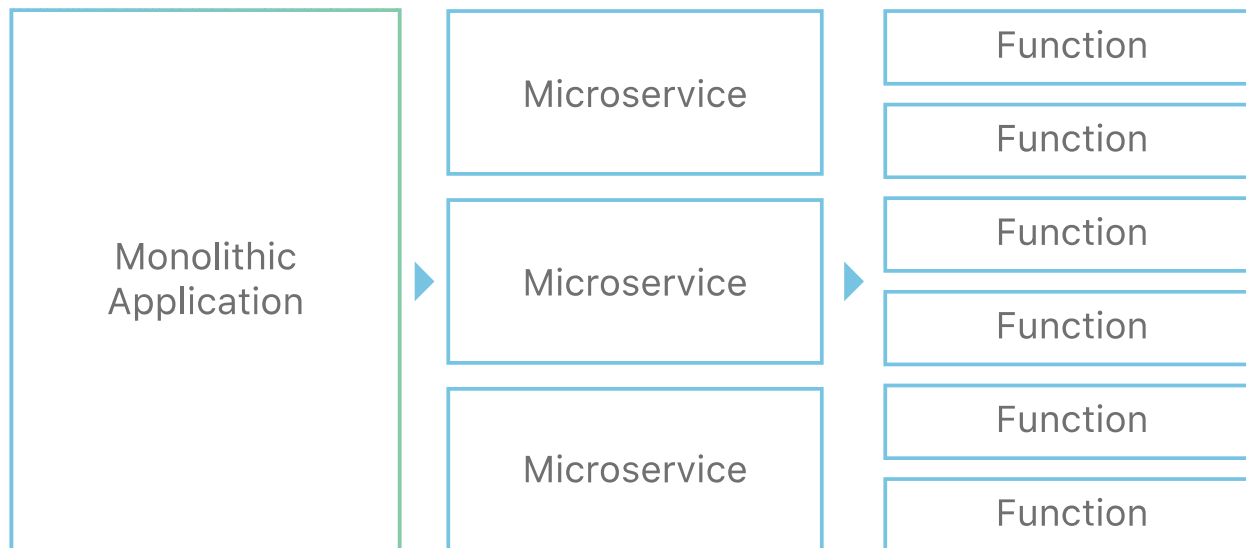 Monolithic
Application
Microservice
Microservice
Microservice
Function
Function
Function
Function
Function
Function